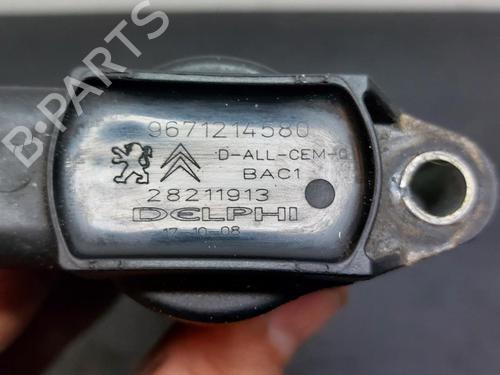 B-PARTS
9671214580
D-ALL-CEM-G
BAC1
28211913
DELPHI
17-10-08